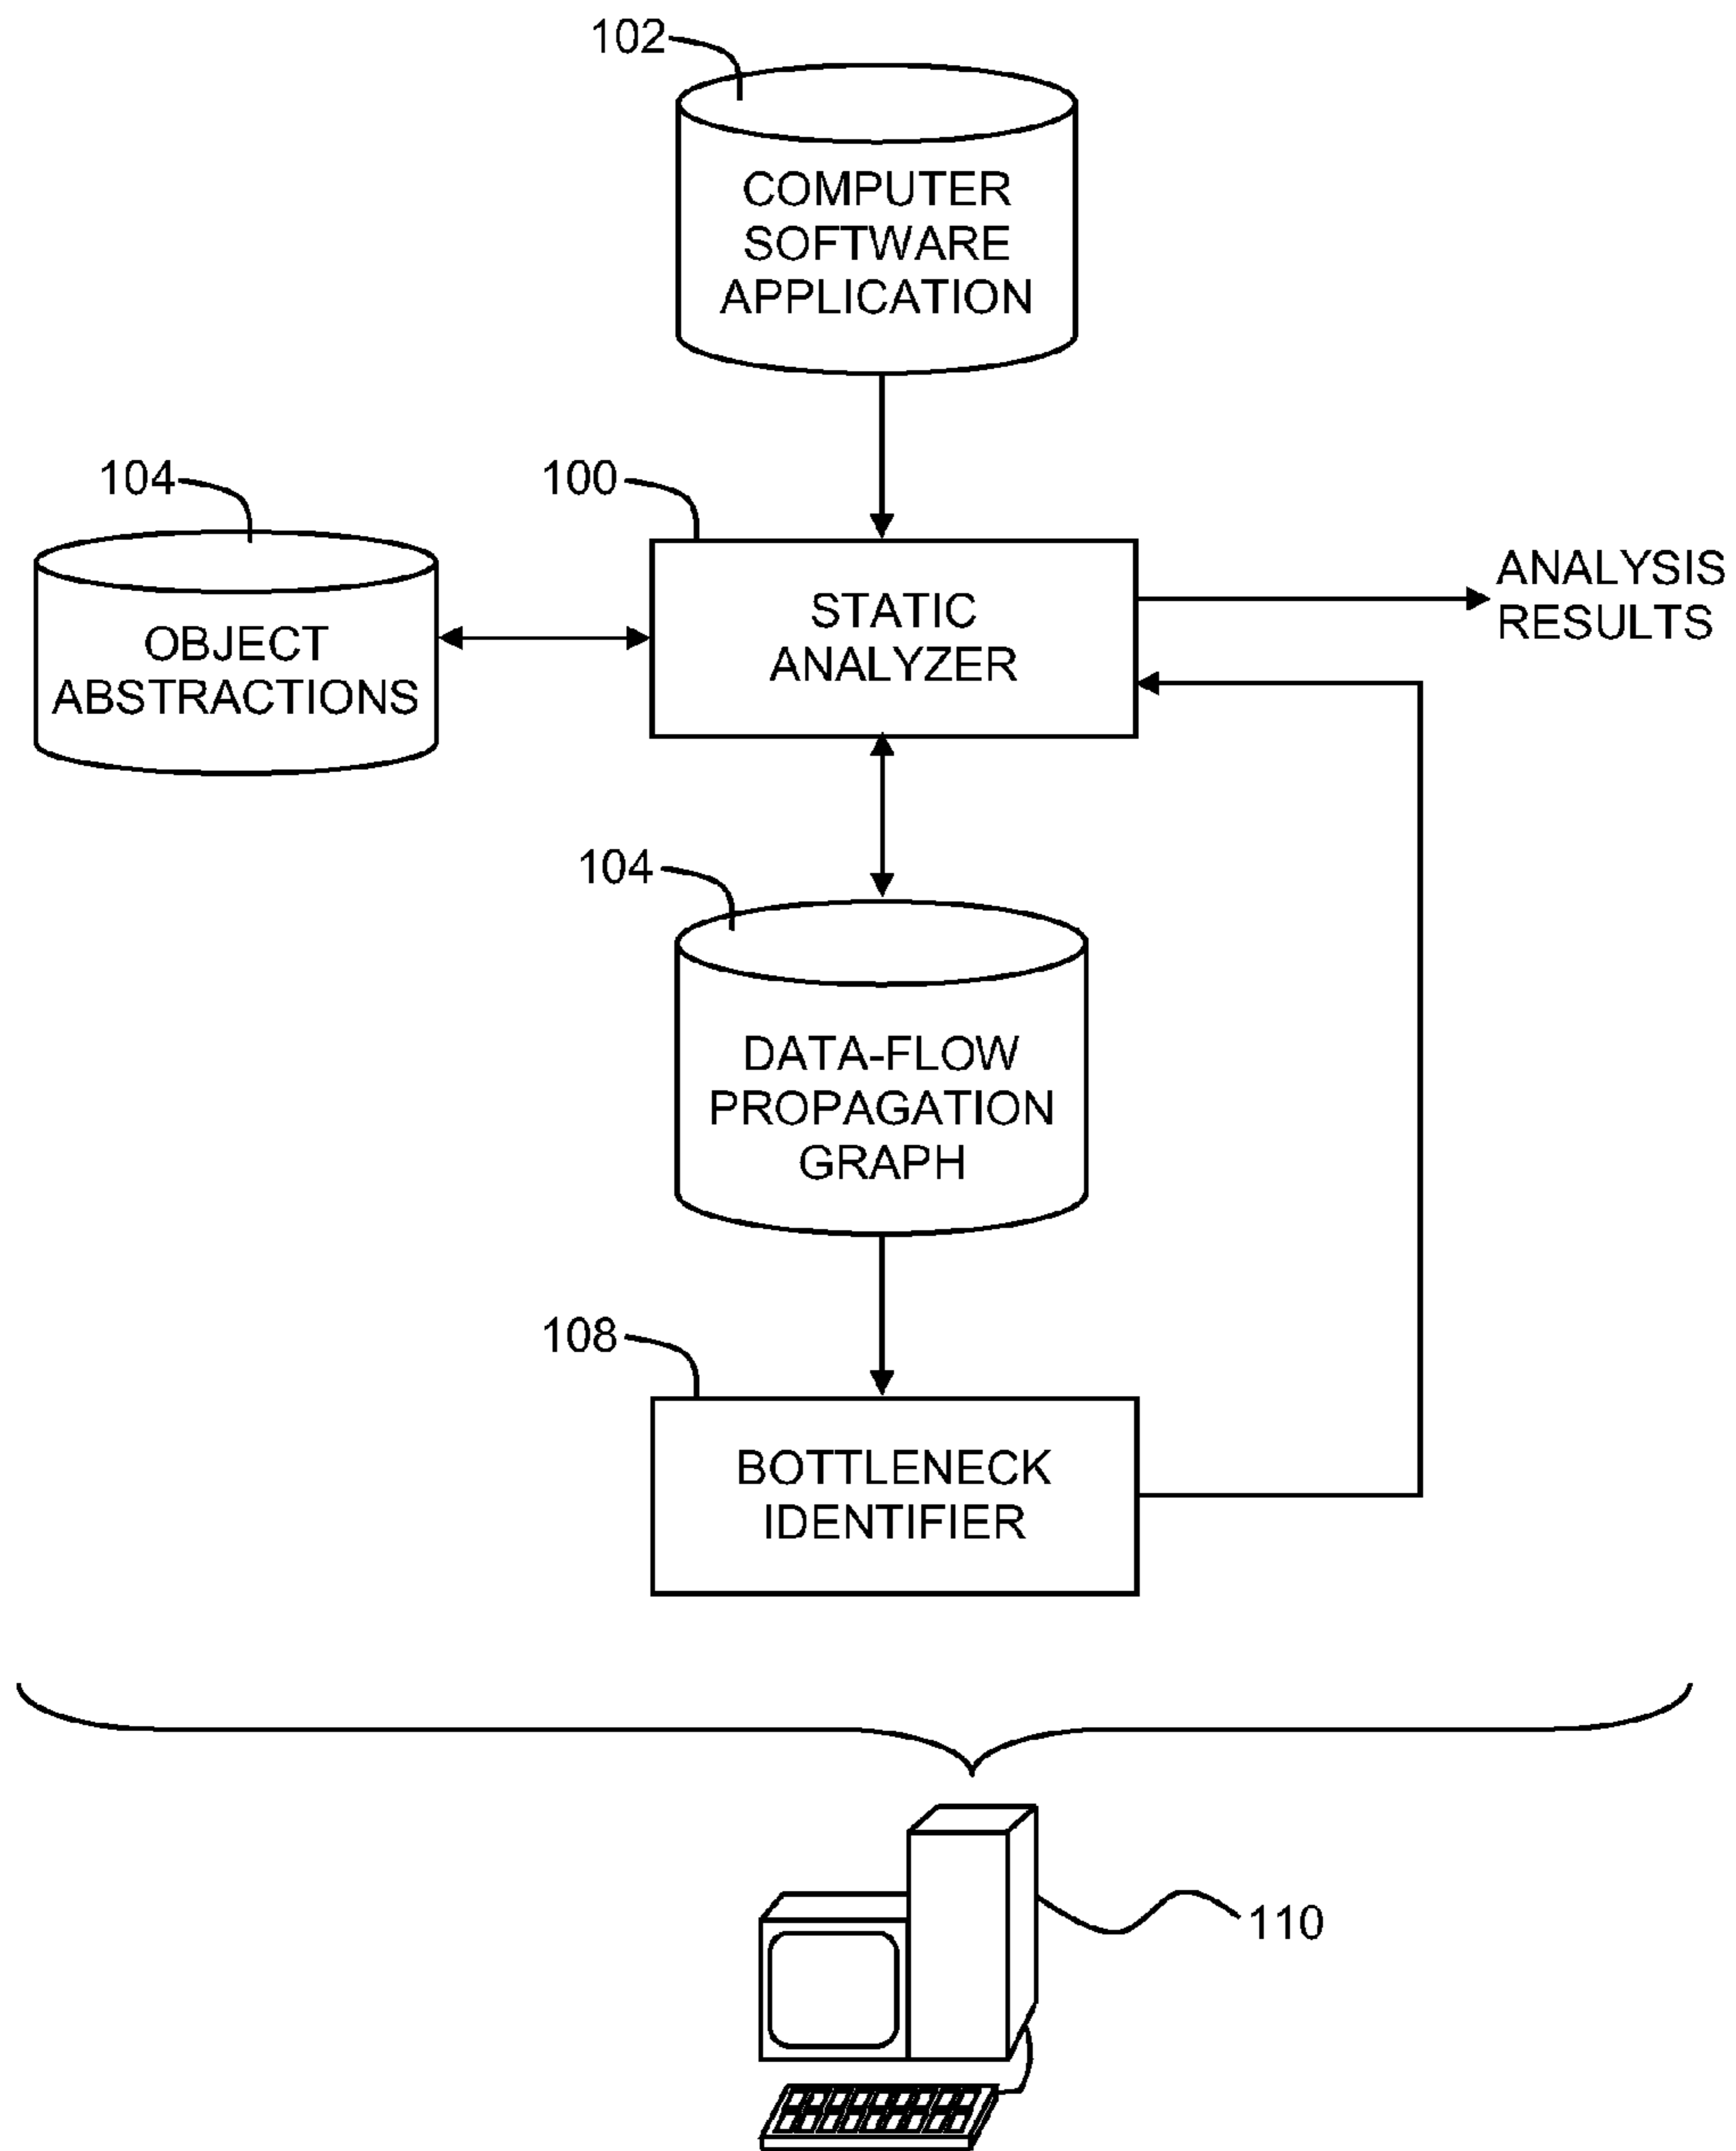 102
COMPUTER
SOFTWARE
APPLICATION
104
100
OBJECT
ABSTRACTIONS
STATIC
ANALYZER
ANALYSIS
RESULTS
104
DATA-FLOW
PROPAGATION
GRAPH
108
BOTTLENECK
IDENTIFIER
110